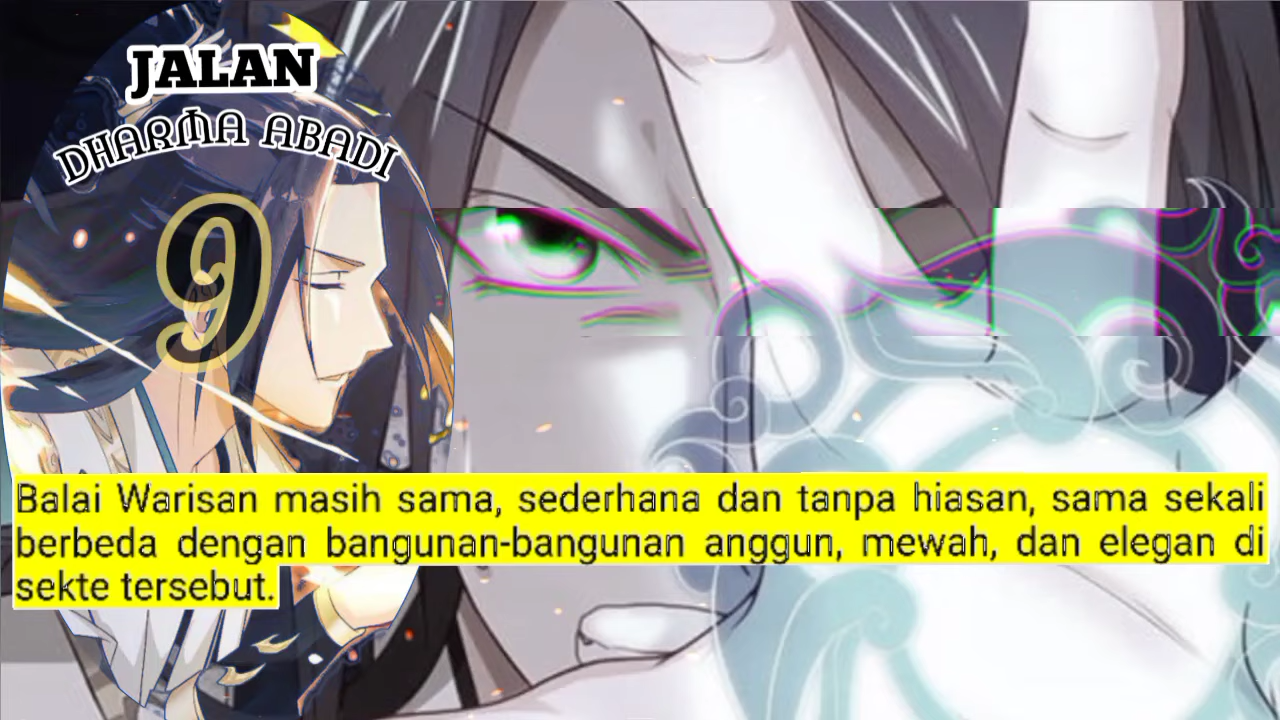 JALAN
DHARMA ABADI
9
Balai Warisan masih sama, sederhana dan tanpa hiasan, sama sekali
berbeda dengan bangunan-bangunan anggun, mewah, dan elegan di
sekte tersebut.